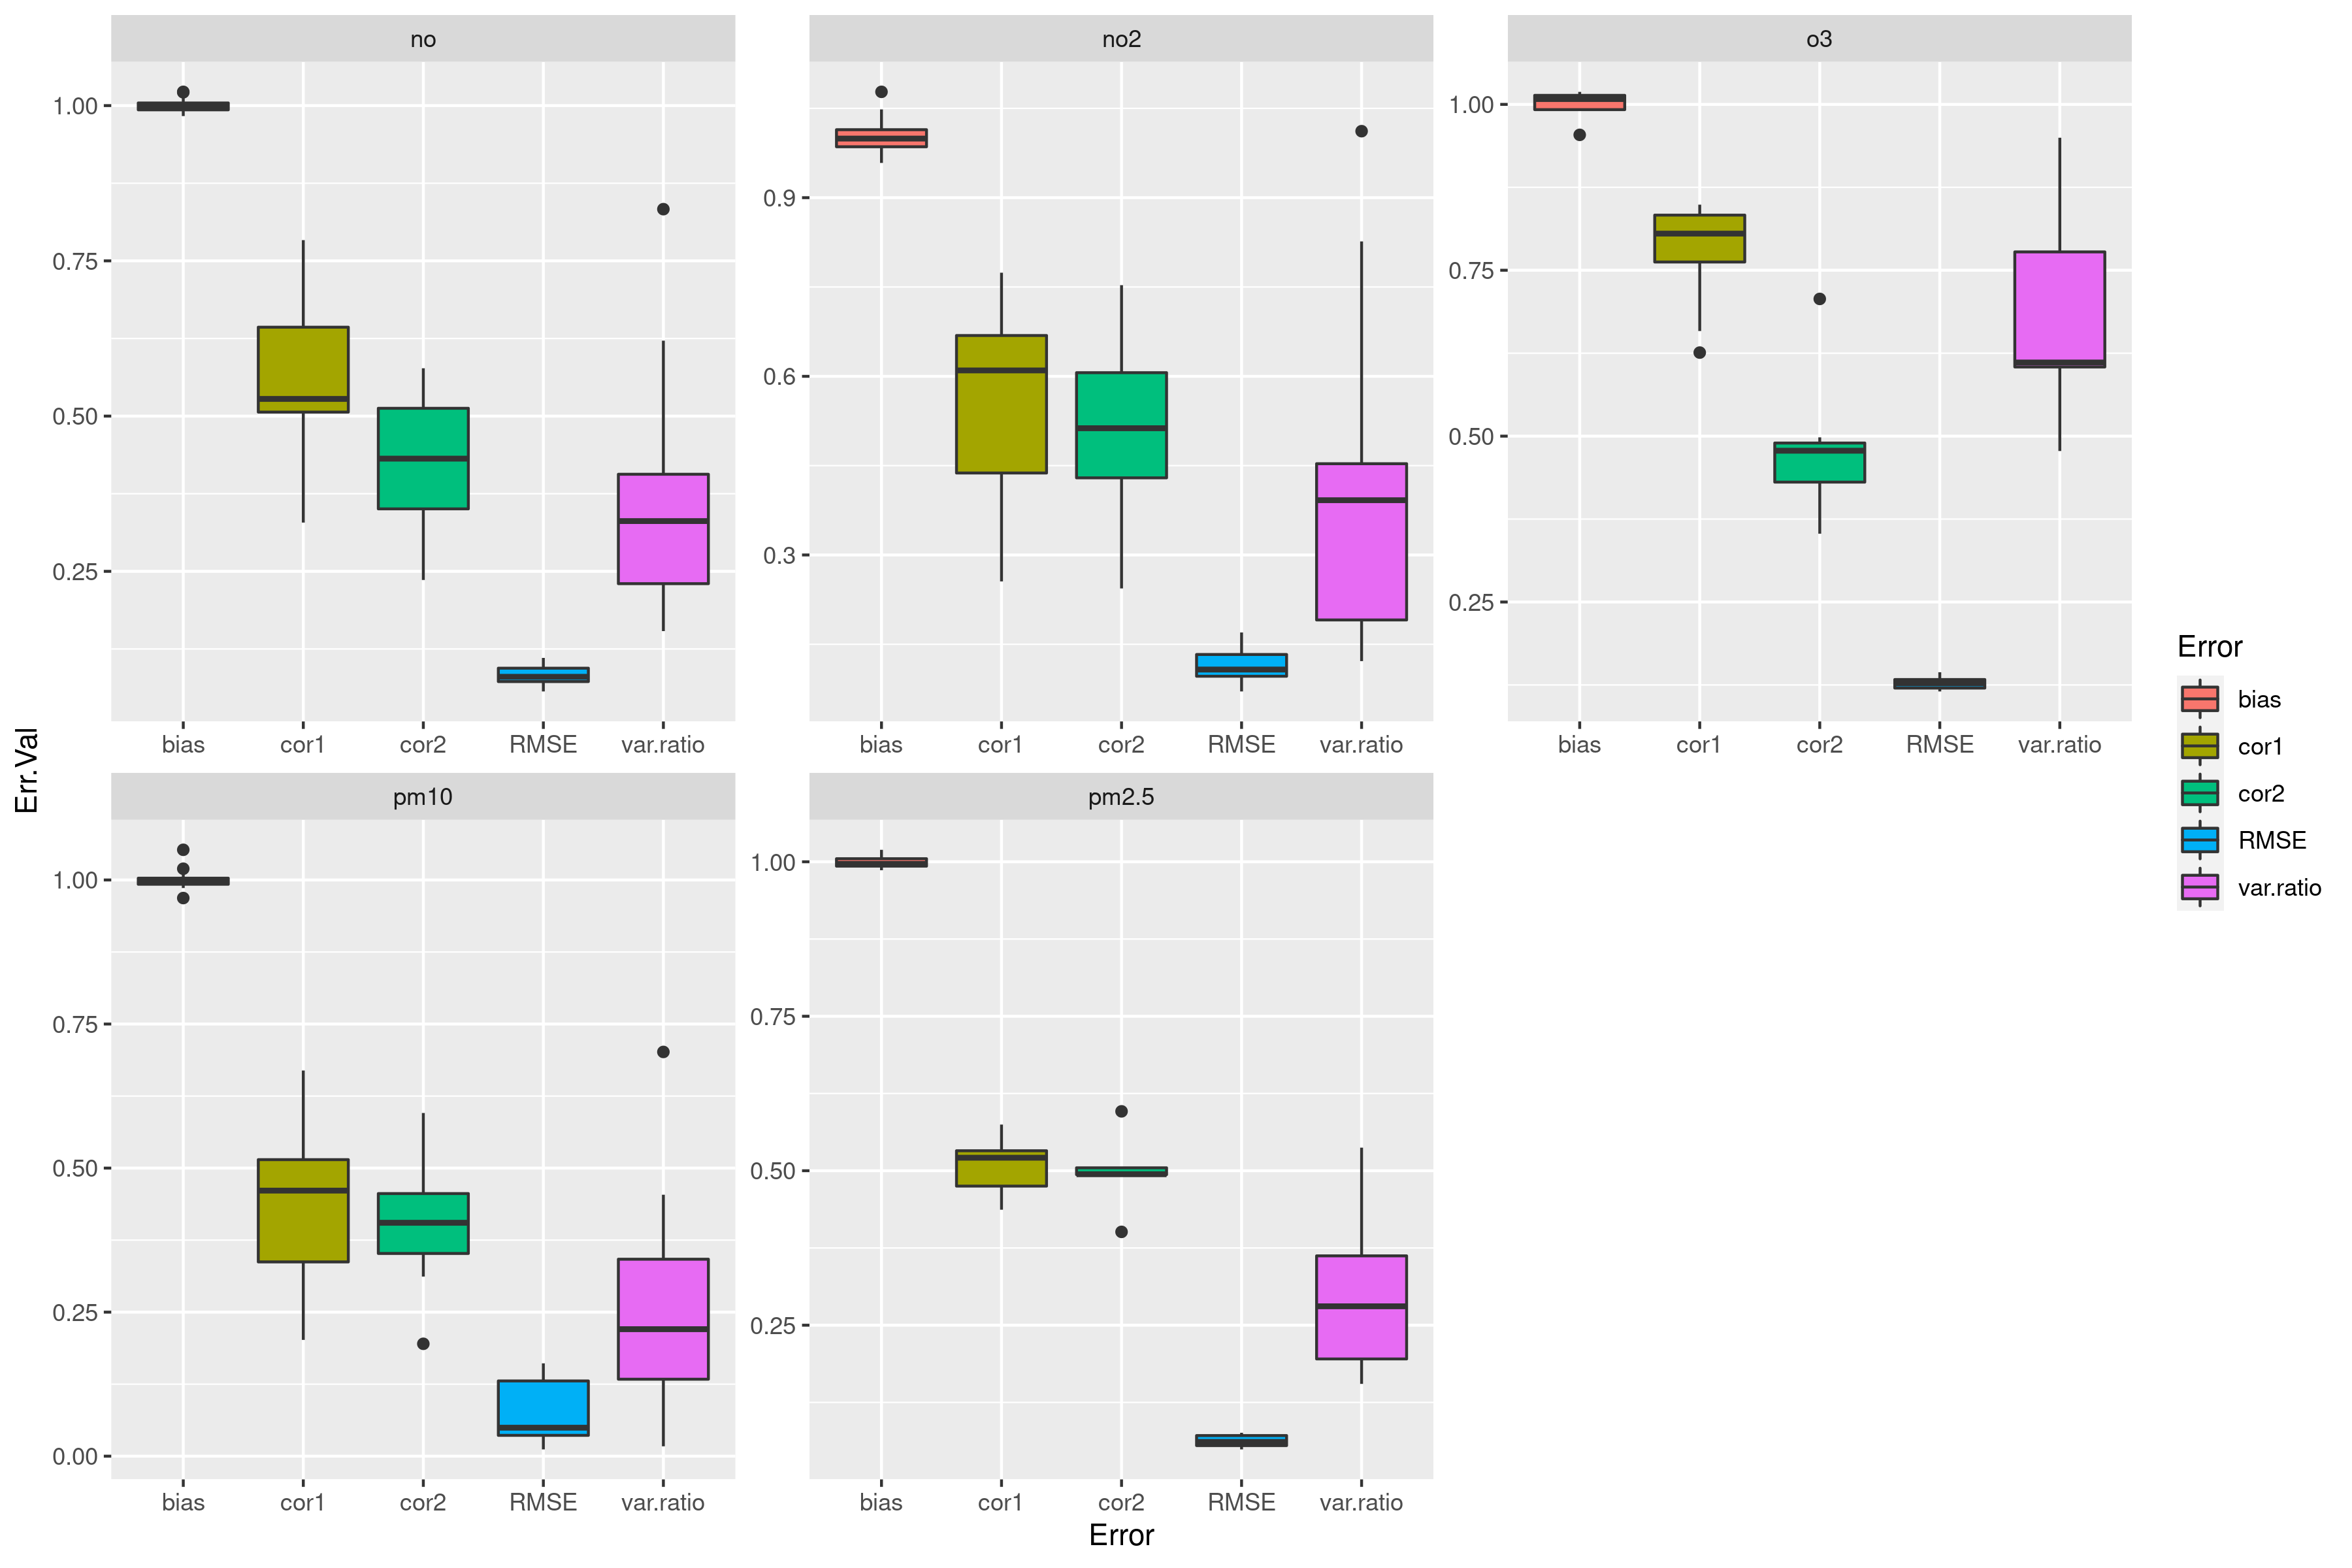 no
no2
o3
1.00
0.75
0.50
0.25
0.9
0.6
0.3
1.00
0.75
0.50
0.25
bias cor1 cor2 RMSE var.ratio
bias cor1 cor2 RMSE var.ratio
bias cor1 cor2 RMSE var.ratio
Err.Val
pm10
pm2.5
1.00
0.75
0.50
0.25
0.00
1.00
0.75
0.50
0.25
bias cor1 cor2 RMSE var.ratio
bias cor1 cor2 RMSE var.ratio
Error
Error
bias
cor1
cor2
RMSE
var.ratio